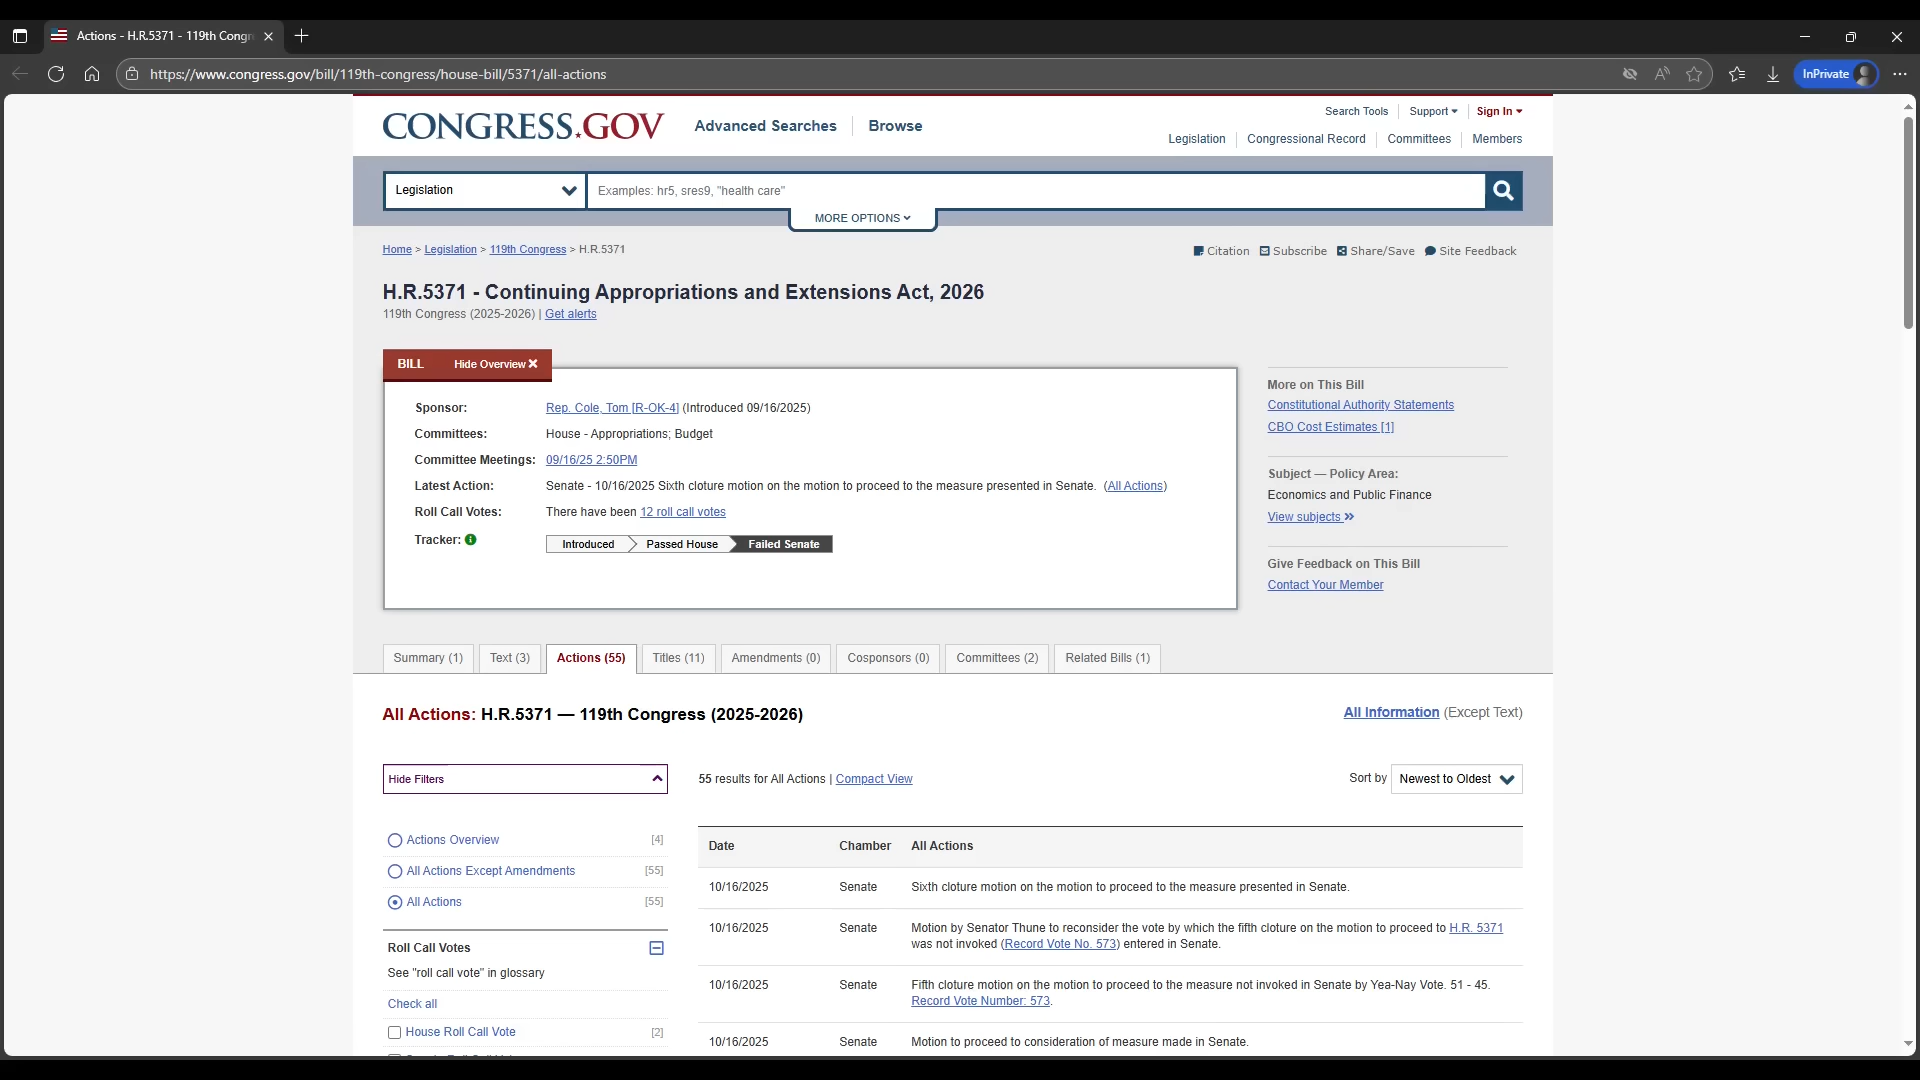 Actions - H.R.5371 - 119th Congr
https://www.congress.gov/bill/119th-congress/house-bill/5371/all-actions
InPrivate
CONGRESS.GOV
Advanced Searches
Browse
Search Tools
Support
Sign In
Legislation
Congressional Record
Committees
Members
Legislation
Examples: hr5, sres9, "health care"
MORE OPTIONS
Home > Legislation > 119th Congress > H.R.5371
Citation
Subscribe
Share/Save
Site Feedback
H.R.5371 - Continuing Appropriations and Extensions Act, 2026
119th Congress (2025-2026) | Get alerts
BILL
Hide Overview
Sponsor: Rep. Cole, Tom [R-OK-4] (Introduced 09/16/2025)
Committees: House - Appropriations; Budget
Committee Meetings: 09/16/25 2:50PM
Latest Action: Senate - 10/16/2025 Sixth cloture motion on the motion to proceed to the measure presented in Senate. (All Actions)
Roll Call Votes: There have been 12 roll call votes
Tracker:
Introduced
Passed House
Failed Senate
More on This Bill
Constitutional Authority Statements
CBO Cost Estimates [1]
Subject — Policy Area:
Economics and Public Finance
View subjects »
Give Feedback on This Bill
Contact Your Member
Summary (1)
Text (3)
Actions (55)
Titles (11)
Amendments (0)
Cosponsors (0)
Committees (2)
Related Bills (1)
All Actions: H.R.5371 — 119th Congress (2025-2026)
All Information (Except Text)
Hide Filters
55 results for All Actions | Compact View
Sort by Newest to Oldest
Actions Overview [4]
All Actions Except Amendments [55]
All Actions [55]
Roll Call Votes
See "roll call vote" in glossary
Check all
House Roll Call Vote [2]
Date Chamber All Actions
10/16/2025 Senate Sixth cloture motion on the motion to proceed to the measure presented in Senate.
10/16/2025 Senate Motion by Senator Thune to reconsider the vote by which the fifth cloture on the motion to proceed to H.R. 5371
was not invoked (Record Vote No. 573) entered in Senate.
10/16/2025 Senate Fifth cloture motion on the motion to proceed to the measure not invoked in Senate by Yea-Nay Vote. 51 - 45.
Record Vote Number: 573.
10/16/2025 Senate Motion to proceed to consideration of measure made in Senate.